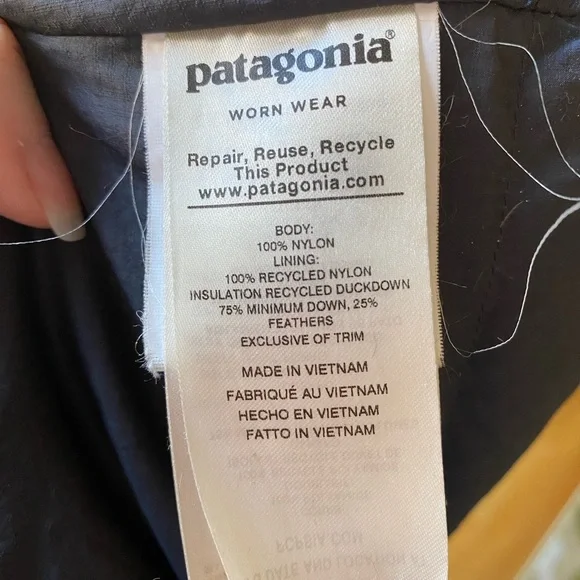 patagonia®
WORN WEAR
Repair, Reuse, Recycle
This Product
www.patagonia.com
BODY:
100% NYLON
LINING:
100% RECYCLED NYLON
INSULATION RECYCLED DUCKDOWN
75% MINIMUM DOWN, 25%
FEATHERS
EXCLUSIVE OF TRIM
MADE IN VIETNAM
FABRIQUÉ AU VIETNAM
HECHO EN VIETNAM
FATTO IN VIETNAM